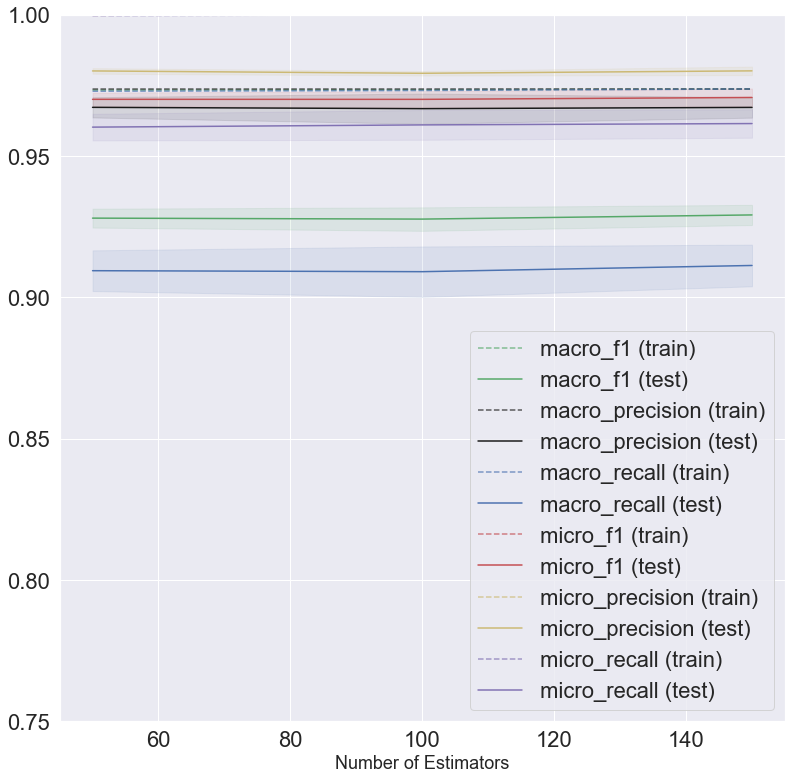 1.00
0.95
0.90
0.85
0.80
0.75
macro_f1 (train)
macro_f1 (test)
macro_precision (train)
macro_precision (test)
macro_recall (train)
macro_recall (test)
micro_f1 (train)
micro_f1 (test)
micro_precision (train)
micro_precision (test)
micro_recall (train)
micro_recall (test)
60 80 100 120 140
Number of Estimators